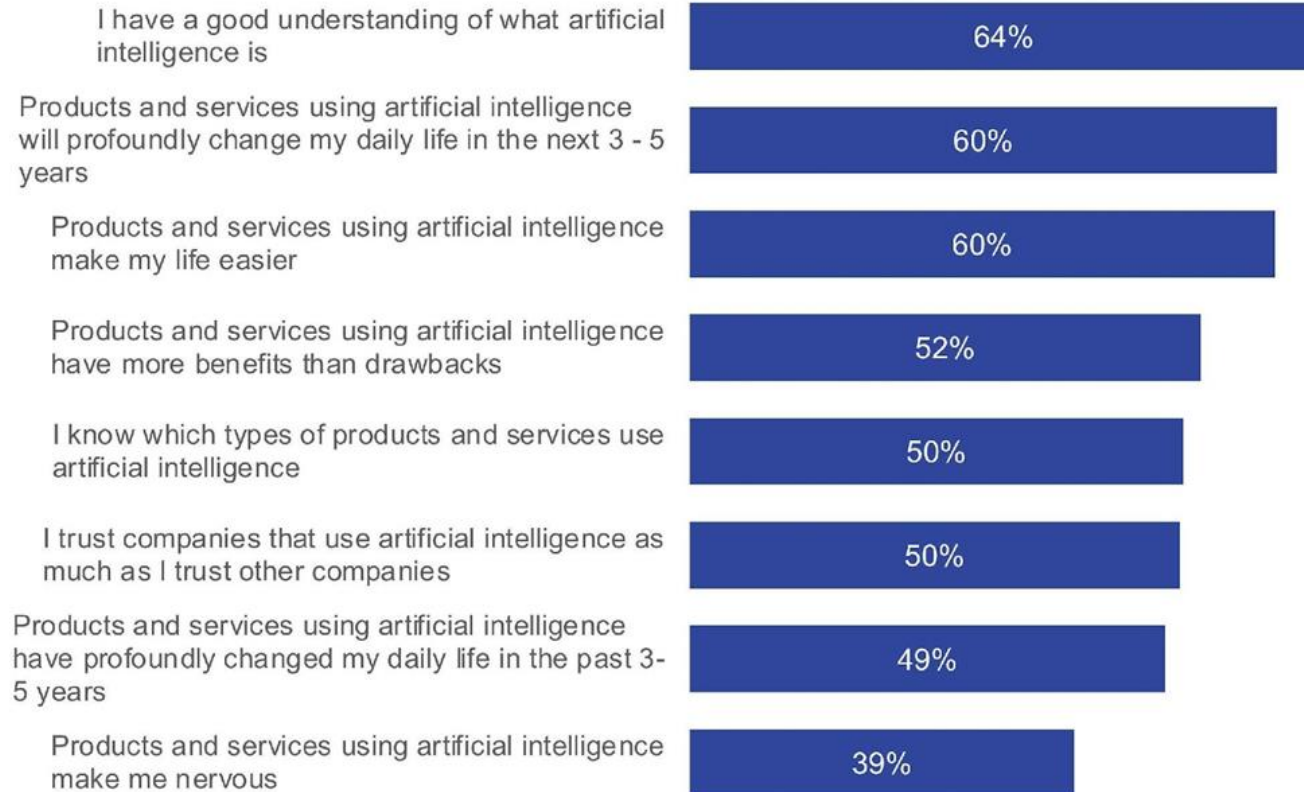 I have a good understanding of what artificial
intelligence is
64%
Products and services using artificial intelligence
will profoundly change my daily life in the next 3 - 5
years
60%
Products and services using artificial intelligence
make my life easier
60%
Products and services using artificial intelligence
have more benefits than drawbacks
52%
I know which types of products and services use
artificial intelligence
50%
I trust companies that use artificial intelligence as
much as I trust other companies
50%
Products and services using artificial intelligence
have profoundly changed my daily life in the past 3-
5 years
49%
Products and services using artificial intelligence
make me nervous
39%